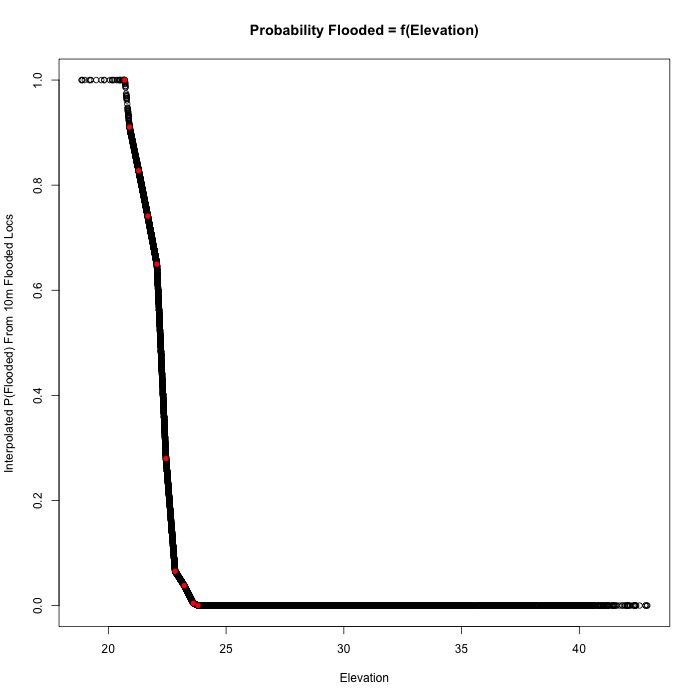 Probability Flooded = f(Elevation)
Interpolated P(Flooded) From 10m Flooded Locs
1.0
0.8
0.6
0.4
0.2
0.0
20 25 30 35 40
Elevation